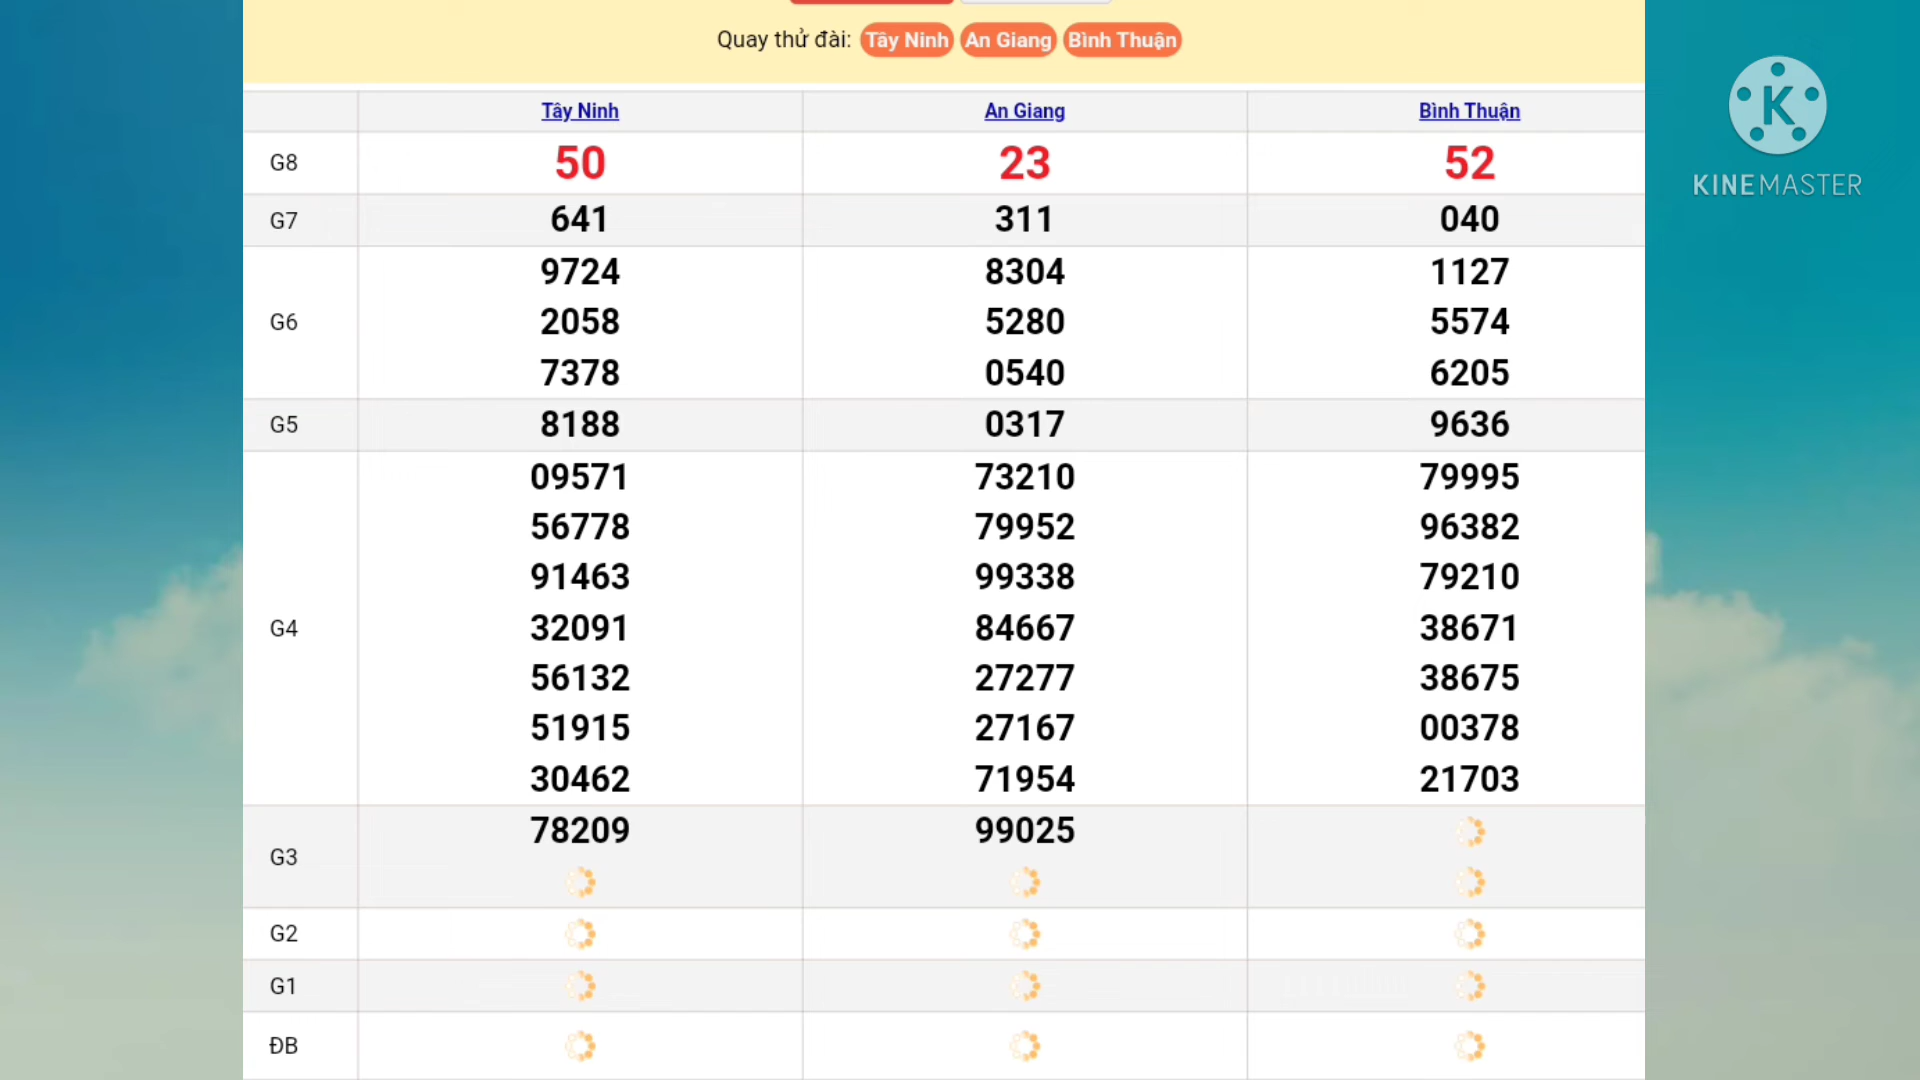 Quay thử đài: Tây Ninh An Giang Bình Thuận
Tây Ninh An Giang Bình Thuận
G8 50 23 52
G7 641 311 040
9724 8304 1127
G6 2058 5280 5574
7378 0540 6205
G5 8188 0317 9636
09571 73210 79995
56778 79952 96382
91463 99338 79210
G4 32091 84667 38671
56132 27277 38675
51915 27167 00378
30462 71954 21703
78209 99025
G3
G2
G1
ĐB
K
KINEMASTER